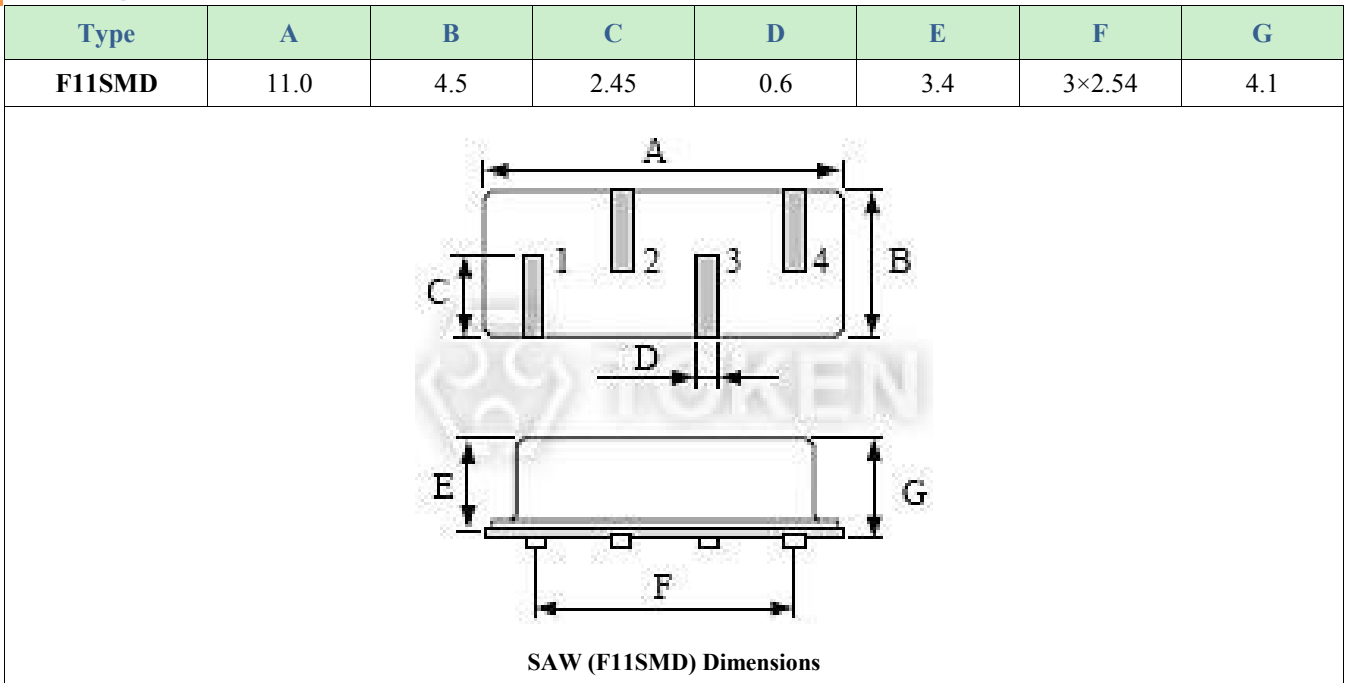 Type A B C D E F G
F11SMD 11.0 4.5 2.45 0.6 3.4 3×2.54 4.1
A
1 2 3 4 B
C
D
TOKEN
E G
F
SAW (F11SMD) Dimensions